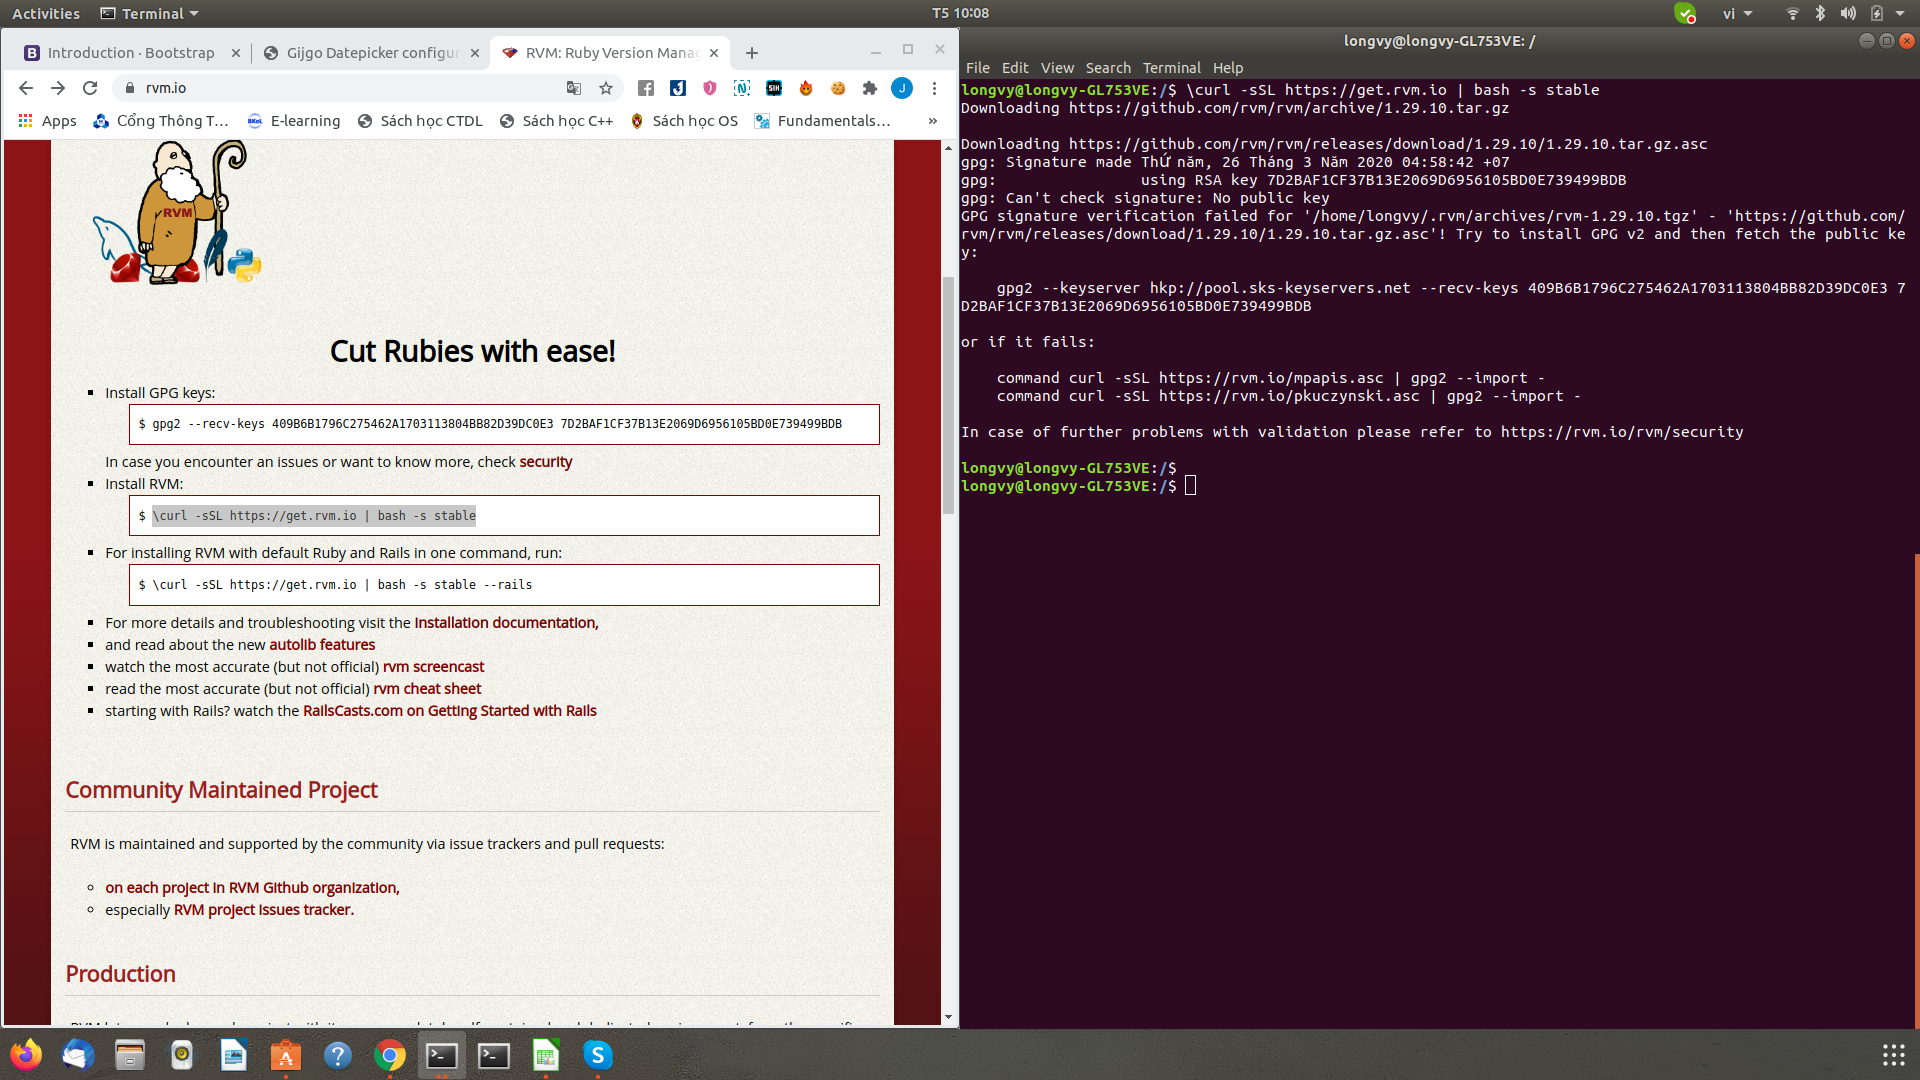 Activities
Terminal
T5 10:08
vi
Introduction · Bootstrap
Gijgo Datepicker configur
RVM: Ruby Version Mana
rvm.io
J
Apps
Cổng Thông T…
E-learning
Sách học CTDL
Sách học C++
Sách học OS
Fundamentals…
»
RVM
Cut Rubies with ease!
Install GPG keys:
$ gpg2 --recv-keys 409B6B1796C275462A1703113804BB82D39DC0E3 7D2BAF1CF37B13E2069D6956105BD0E739499BDB
In case you encounter an issues or want to know more, check security
Install RVM:
$ \curl -sSL https://get.rvm.io | bash -s stable
For installing RVM with default Ruby and Rails in one command, run:
$ \curl -sSL https://get.rvm.io | bash -s stable --rails
For more details and troubleshooting visit the Installation documentation,
and read about the new autolib features
watch the most accurate (but not official) rvm screencast
read the most accurate (but not official) rvm cheat sheet
starting with Rails? watch the RailsCasts.com on Getting Started with Rails
Community Maintained Project
RVM is maintained and supported by the community via issue trackers and pull requests:
on each project in RVM Github organization,
especially RVM project issues tracker.
Production
longvy@longvy-GL753VE: /
File Edit View Search Terminal Help
longvy@longvy-GL753VE:/$ \curl -sSL https://get.rvm.io | bash -s stable
Downloading https://github.com/rvm/rvm/archive/1.29.10.tar.gz
Downloading https://github.com/rvm/rvm/releases/download/1.29.10/1.29.10.tar.gz.asc
gpg: Signature made Thứ năm, 26 Tháng 3 Năm 2020 04:58:42 +07
gpg:                using RSA key 7D2BAF1CF37B13E2069D6956105BD0E739499BDB
gpg: Can't check signature: No public key
GPG signature verification failed for '/home/longvy/.rvm/archives/rvm-1.29.10.tgz' - 'https://github.com/
rvm/rvm/releases/download/1.29.10/1.29.10.tar.gz.asc'! Try to install GPG v2 and then fetch the public ke
y:
gpg2 --keyserver hkp://pool.sks-keyservers.net --recv-keys 409B6B1796C275462A1703113804BB82D39DC0E3 7
D2BAF1CF37B13E2069D6956105BD0E739499BDB
or if it fails:
command curl -sSL https://rvm.io/mpapis.asc | gpg2 --import -
command curl -sSL https://rvm.io/pkuczynski.asc | gpg2 --import -
In case of further problems with validation please refer to https://rvm.io/rvm/security
longvy@longvy-GL753VE:/$
longvy@longvy-GL753VE:/$